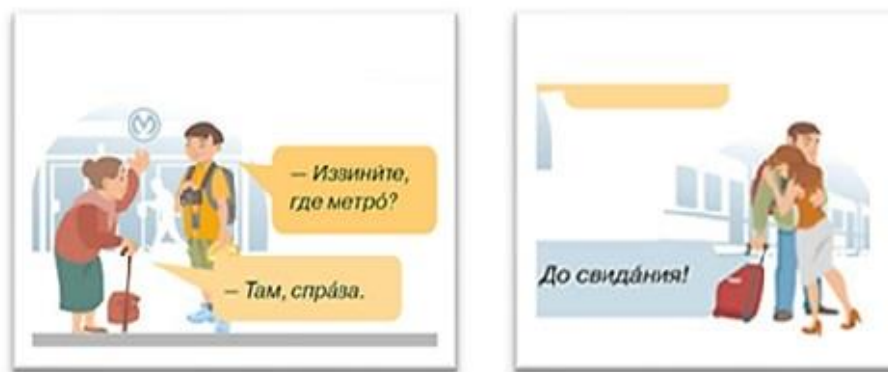 М
— Извини́те,
где метро́?
— Там, спра́ва.
До свида́ния!